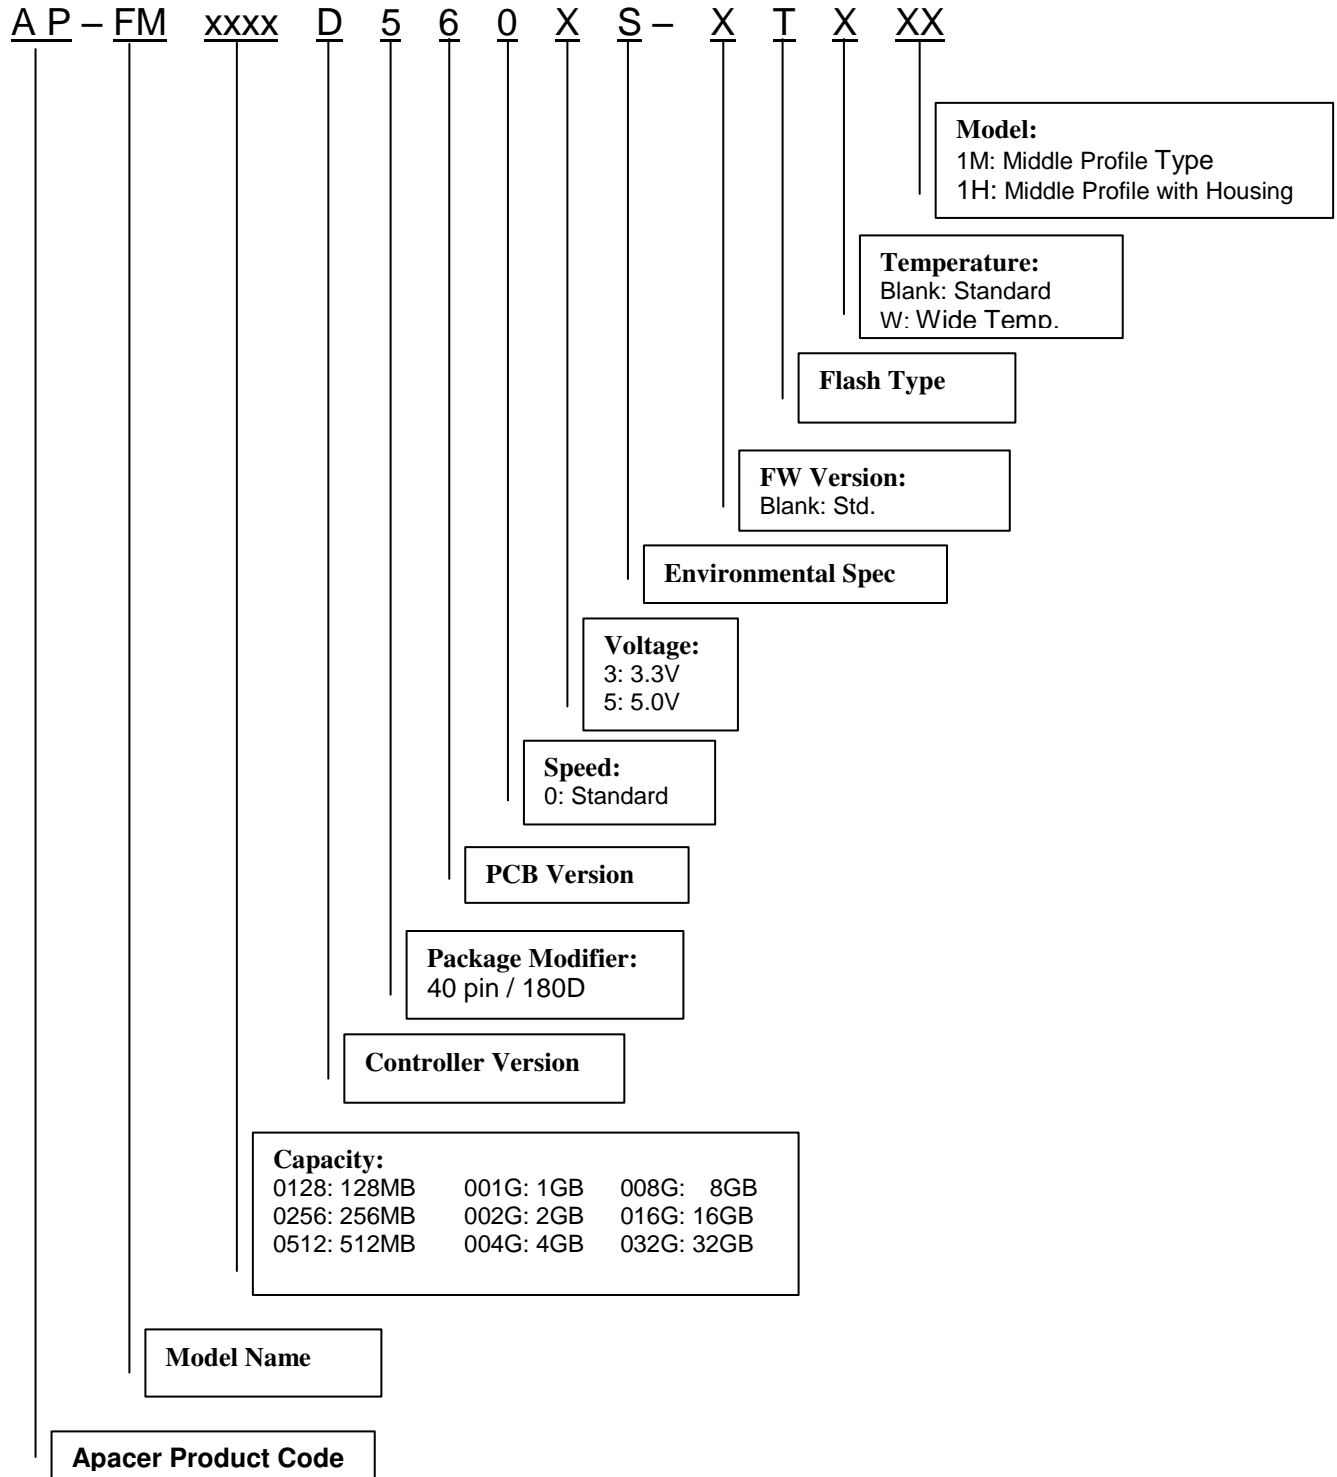 AP–FM xxxx D 5 6 0 X S– X T X XX
Model:
1M: Middle Profile Type
1H: Middle Profile with Housing
Temperature:
Blank: Standard
W: Wide Temp.
Flash Type
FW Version:
Blank: Std.
Environmental Spec
Voltage:
3: 3.3V
5: 5.0V
Speed:
0: Standard
PCB Version
Package Modifier:
40 pin / 180D
Controller Version
Capacity:
0128: 128MB 001G: 1GB 008G: 8GB
0256: 256MB 002G: 2GB 016G: 16GB
0512: 512MB 004G: 4GB 032G: 32GB
Model Name
Apacer Product Code